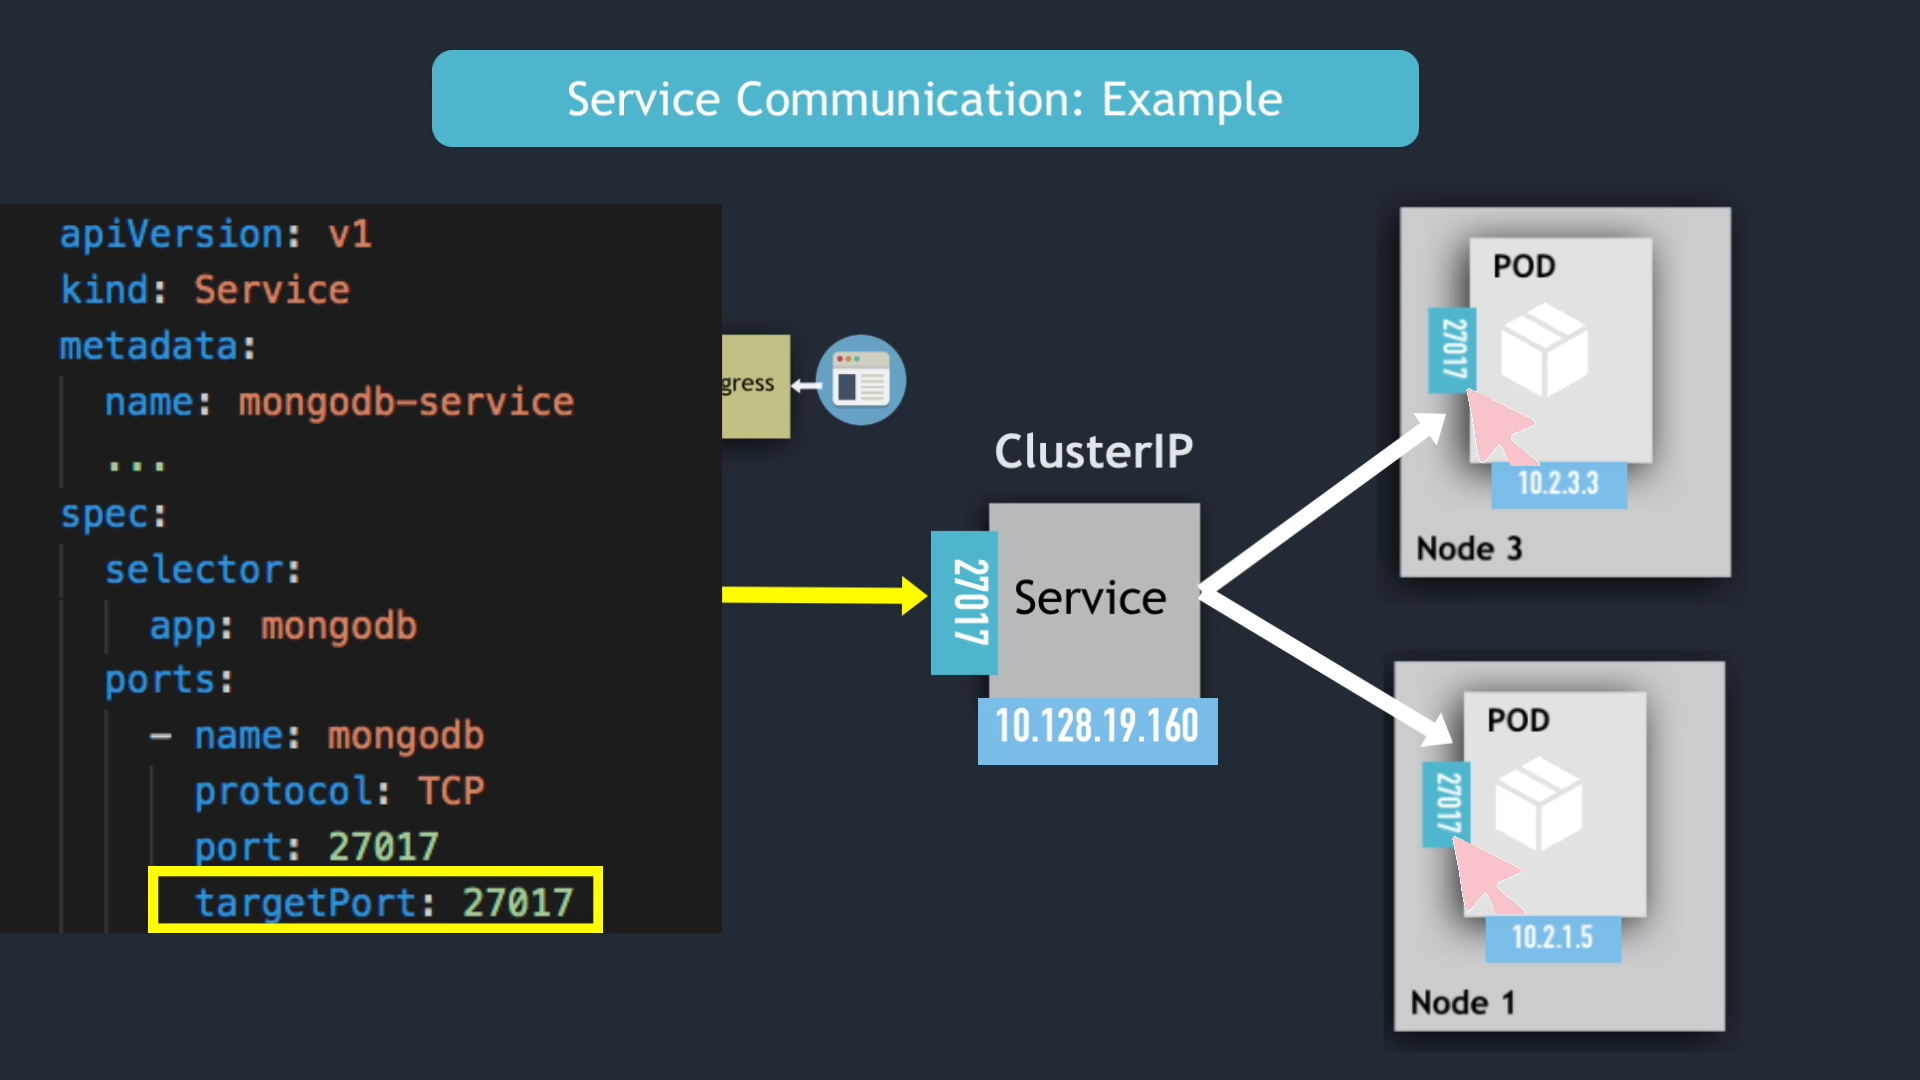 Service Communication: Example
apiVersion: v1
kind: Service
metadata:
name: mongodb-service
...
spec:
selector:
app: mongodb
ports:
- name: mongodb
protocol: TCP
port: 27017
targetPort: 27017
gress
ClusterIP
27017
Service
10.128.19.160
POD
27017
10.2.3.3
Node 3
POD
27017
10.2.1.5
Node 1